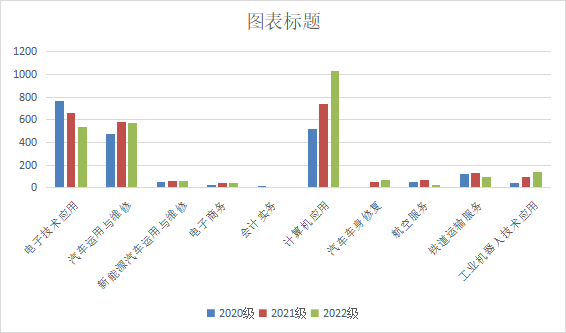 图表标题
1200
1000
800
600
400
200
0
电子技术应用
汽车运用与维修
新能源汽车运用与维修
电子商务
会计实务
计算机应用
汽车车身修复
航空服务
铁道运输服务
工业机器人技术应用
2020级 2021级 2022级